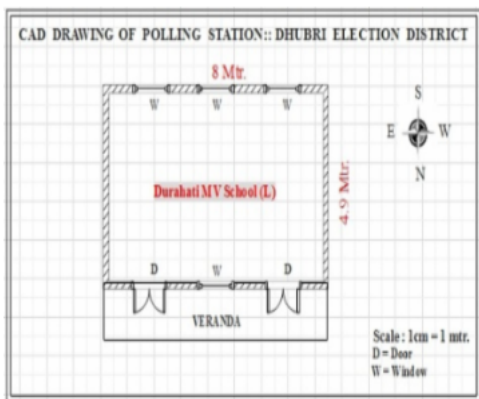 CAD DRAWING OF POLLING STATION:: DHUBRI ELECTION DISTRICT
8 Mtr.
W W W
S
E W
N
Durahati MV School (L)
4.9 Mtr.
D W D
VERANDA
Scale : 1cm = 1 mtr.
D = Door
W = Window